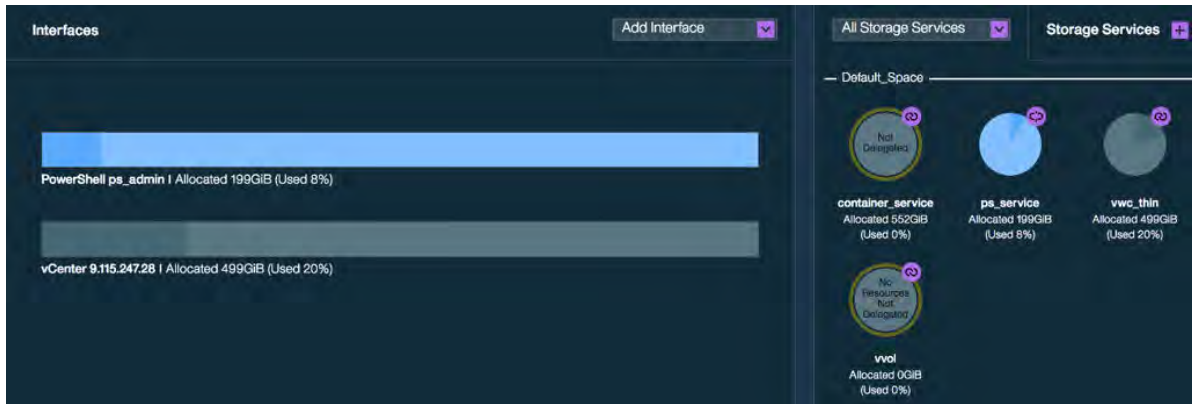 Interfaces
Add Interface
PowerShell ps_admin | Allocated 199GiB (Used 8%)
vCenter 9.115.247.28 | Allocated 499GiB (Used 20%)
All Storage Services
Storage Services
Default_Space
Not
Delegated
container_service
Allocated 552GiB
(Used 0%)
ps_service
Allocated 199GiB
(Used 8%)
vwc_thin
Allocated 499GiB
(Used 20%)
No
Resources
Not
Delegated
vvol
Allocated 0GiB
(Used 0%)